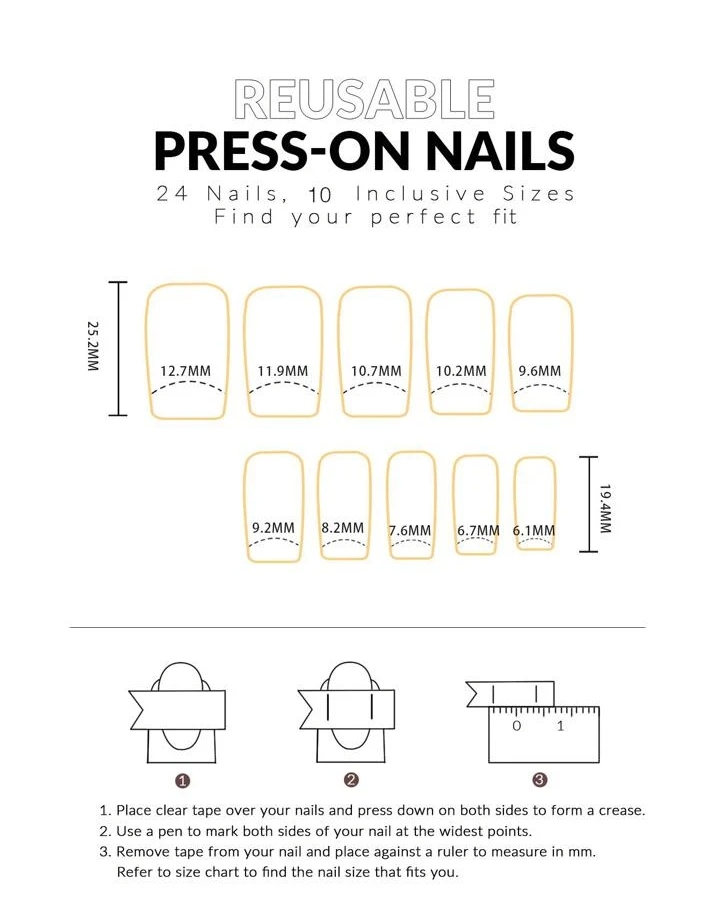 REUSABLE
PRESS-ON NAILS
24 Nails, 10 Inclusive Sizes
Find your perfect fit
25.2MM
12.7MM 11.9MM 10.7MM 10.2MM 9.6MM
9.2MM 8.2MM 7.6MM 6.7MM 6.1MM
19.4MM
0 1
1 2 3
1. Place clear tape over your nails and press down on both sides to form a crease.
2. Use a pen to mark both sides of your nail at the widest points.
3. Remove tape from your nail and place against a ruler to measure in mm.
Refer to size chart to find the nail size that fits you.